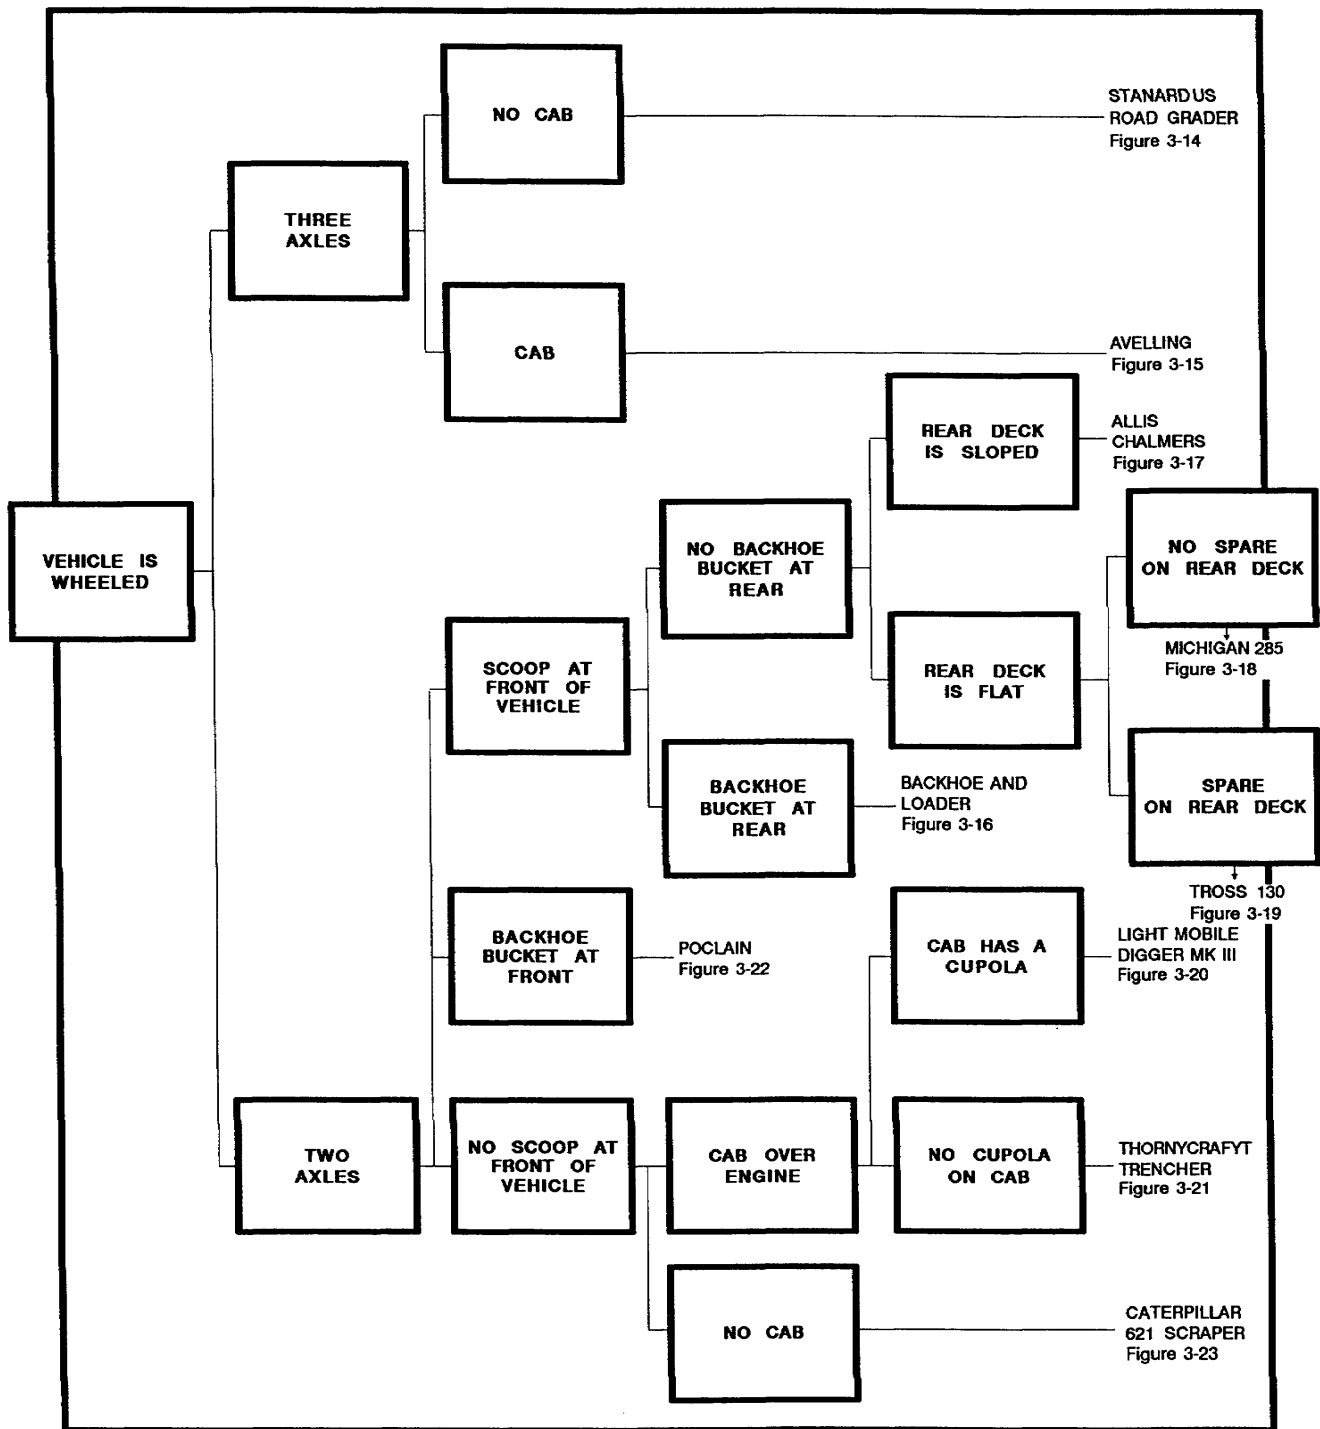 NO CAB
STANARDUS
ROAD GRADER
Figure 3-14
THREE
AXLES
CAB
AVELLING
Figure 3-15
REAR DECK
IS SLOPED
ALLIS
CHALMERS
Figure 3-17
VEHICLE IS
WHEELED
NO BACKHOE
BUCKET AT
REAR
NO SPARE
ON REAR DECK
MICHIGAN 285
Figure 3-18
SCOOP AT
FRONT OF
VEHICLE
REAR DECK
IS FLAT
BACKHOE
BUCKET AT
REAR
BACKHOE AND
LOADER
Figure 3-16
SPARE
ON REAR DECK
TROSS 130
Figure 3-19
BACKHOE
BUCKET AT
FRONT
POCLAIN
Figure 3-22
CAB HAS A
CUPOLA
LIGHT MOBILE
DIGGER MK III
Figure 3-20
TWO
AXLES
NO SCOOP AT
FRONT OF
VEHICLE
CAB OVER
ENGINE
NO CUPOLA
ON CAB
THORNYCRAFYT
TRENCHER
Figure 3-21
NO CAB
CATERPILLAR
621 SCRAPER
Figure 3-23